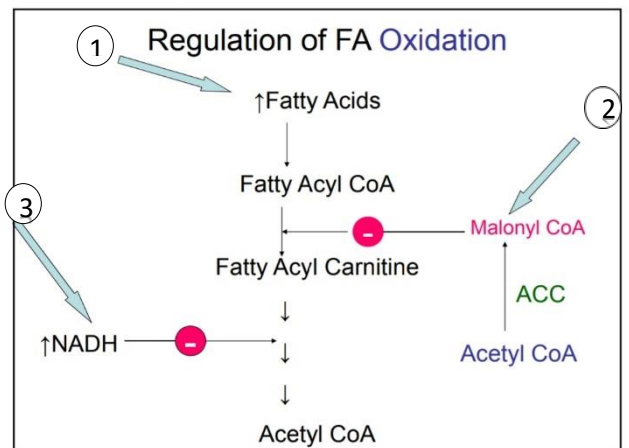 1
Regulation of FA Oxidation
↑Fatty Acids
2
Fatty Acyl CoA
3
- Malonyl CoA
Fatty Acyl Carnitine
↓
ACC
↑NADH - ↓
Acetyl CoA
↓
Acetyl CoA